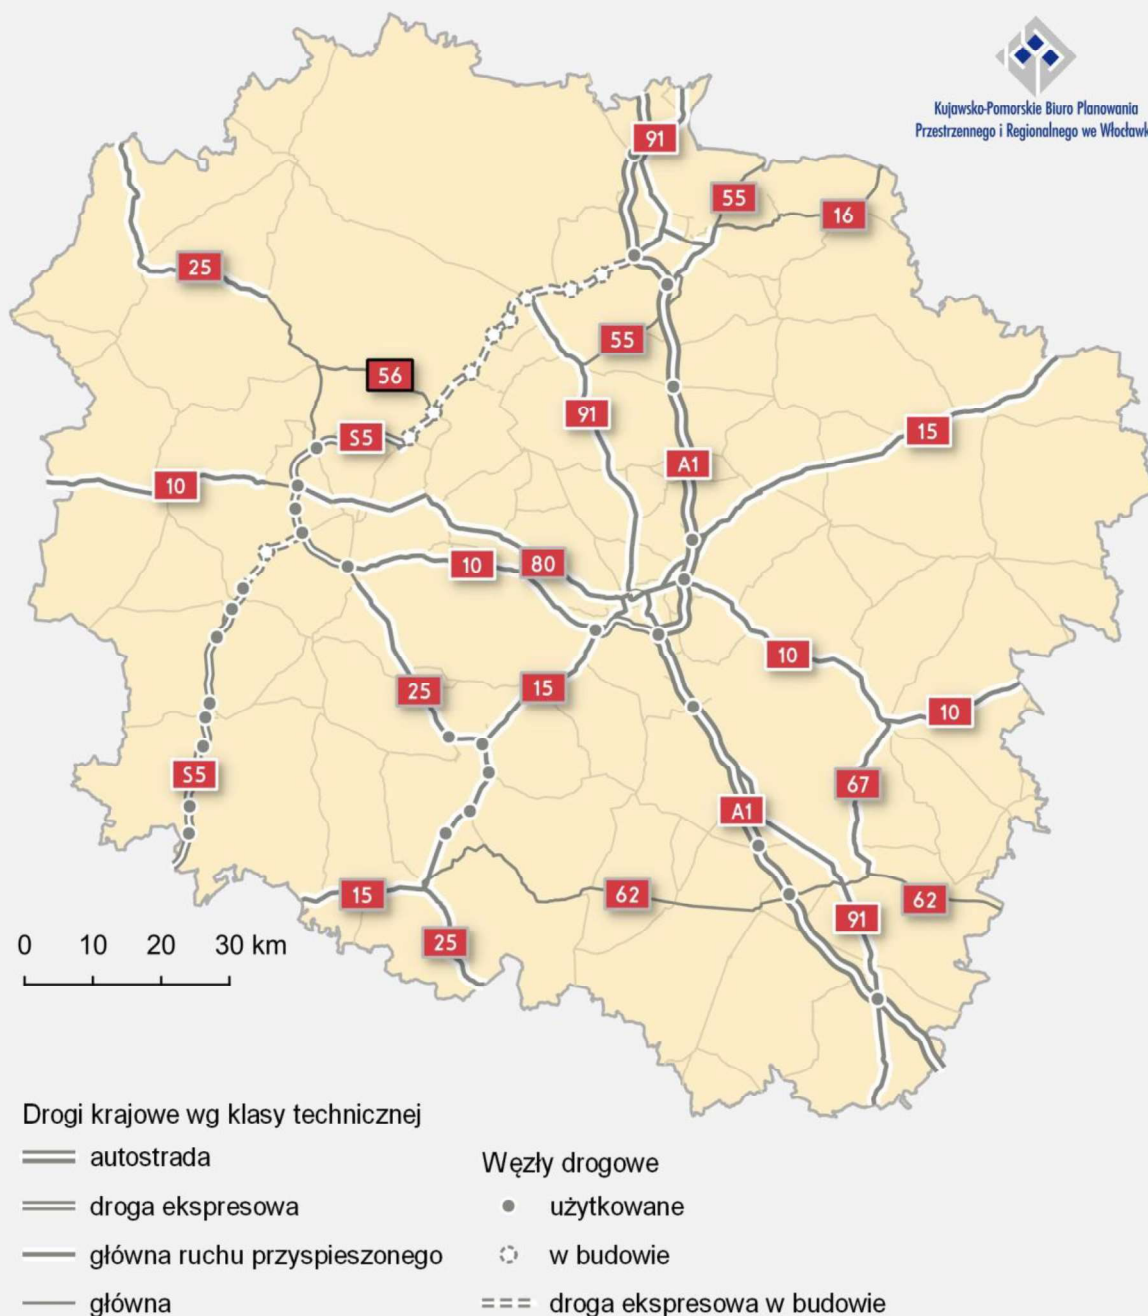 Kujawsko-Pomorskie Biuro Planowania
Przestrzennego i Regionalnego we Włocławk
91
55
16
25
55
56
91
S5
15
A1
10
10
80
10
25
15
10
S5
67
A1
15
62
62
91
25
0 10 20 30 km
Drogi krajowe wg klasy technicznej
autostrada
droga ekspresowa
główna ruchu przyspieszonego
główna
Węzły drogowe
użytkowane
w budowie
droga ekspresowa w budowie